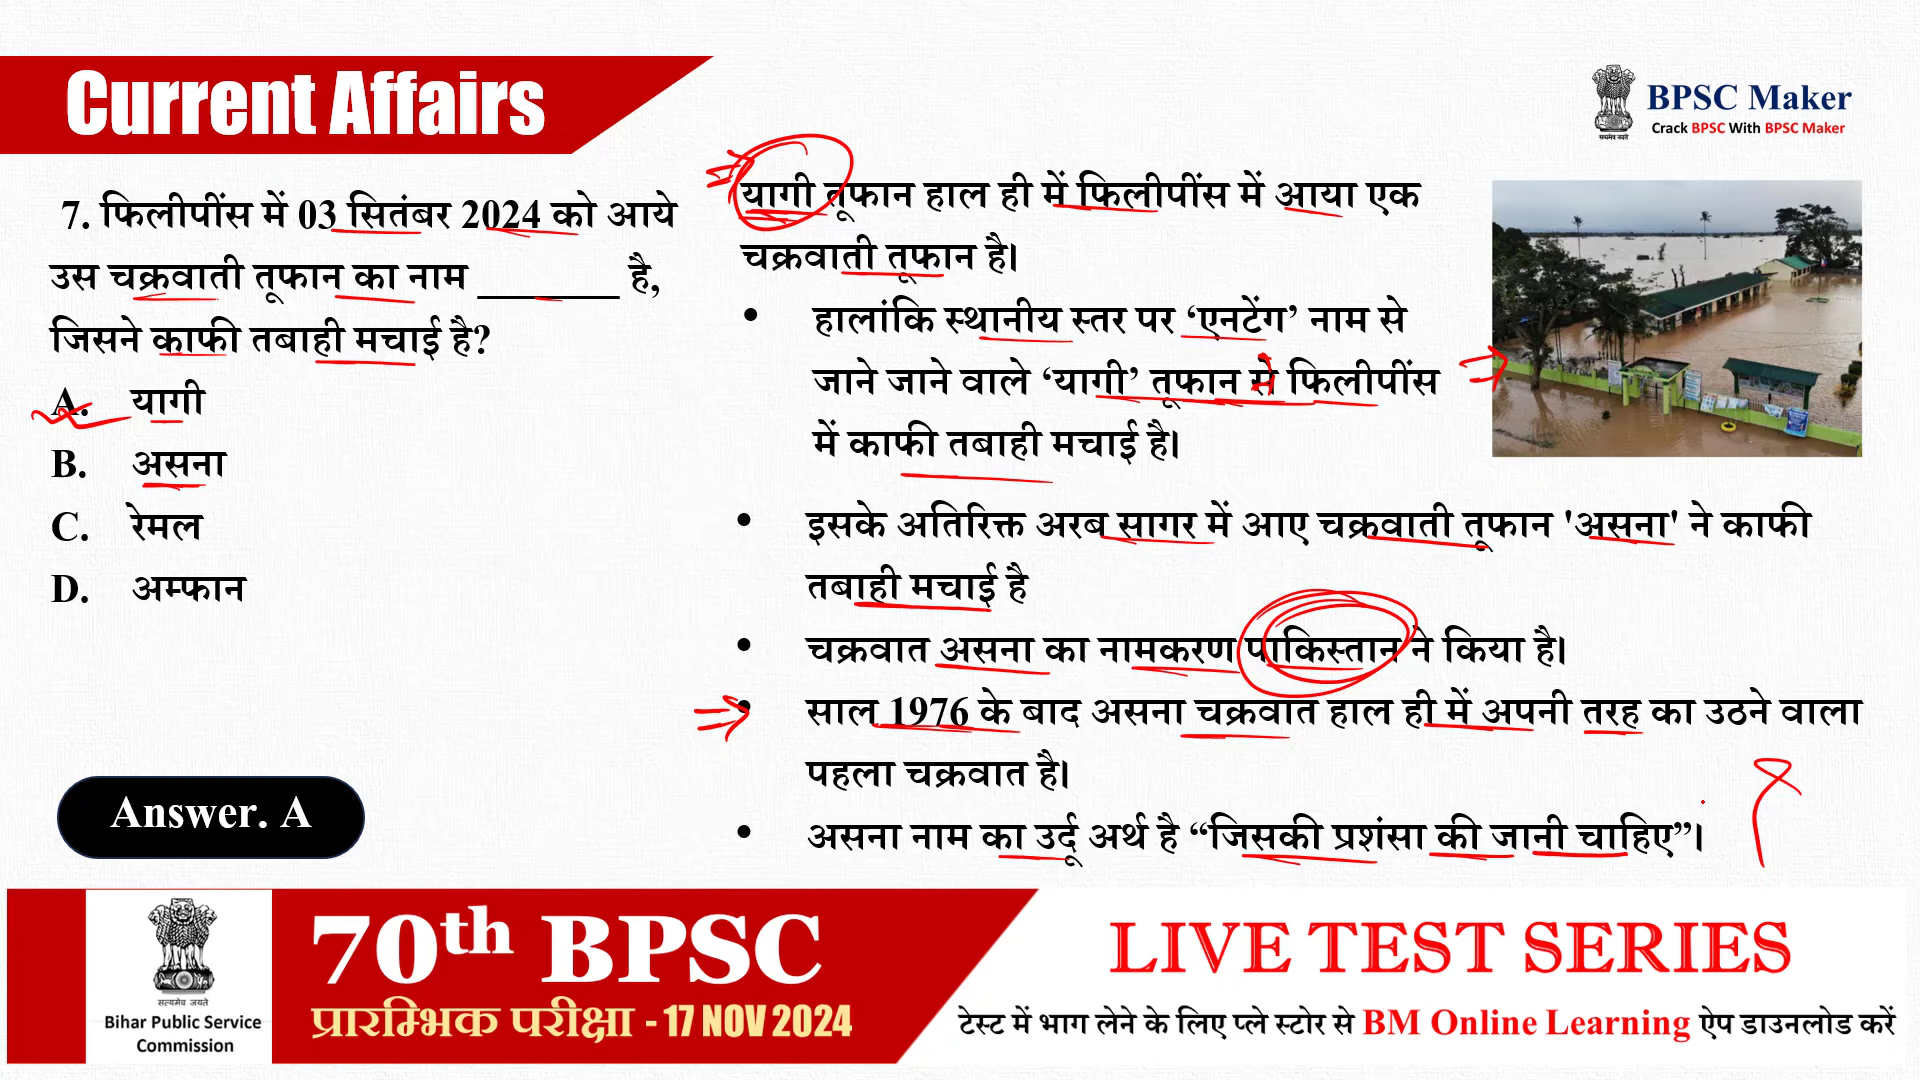 Current Affairs
BPSC Maker
Crack BPSC With BPSC Maker
7. फिलीपींस में 03 सितंबर 2024 को आये
उस चक्रवाती तूफान का नाम _______ है,
जिसने काफी तबाही मचाई है?
A. यागी
B. असना
C. रेमल
D. अम्फान
Answer. A
यागी तूफान हाल ही में फिलीपींस में आया एक
चक्रवाती तूफान है।
• हालांकि स्थानीय स्तर पर ‘एनटेंग’ नाम से
जाने जाने वाले ‘यागी’ तूफान से फिलीपींस
में काफी तबाही मचाई है।
• इसके अतिरिक्त अरब सागर में आए चक्रवाती तूफान 'असना' ने काफी
तबाही मचाई है
• चक्रवात असना का नामकरण पाकिस्तान ने किया है।
• साल 1976 के बाद असना चक्रवात हाल ही में अपनी तरह का उठने वाला
पहला चक्रवात है।
• असना नाम का उर्दू अर्थ है “जिसकी प्रशंसा की जानी चाहिए”।
सत्यमेव जयते
Bihar Public Service
Commission
70th BPSC
प्रारम्भिक परीक्षा - 17 NOV 2024
LIVE TEST SERIES
टेस्ट में भाग लेने के लिए प्ले स्टोर से BM Online Learning ऐप डाउनलोड करें